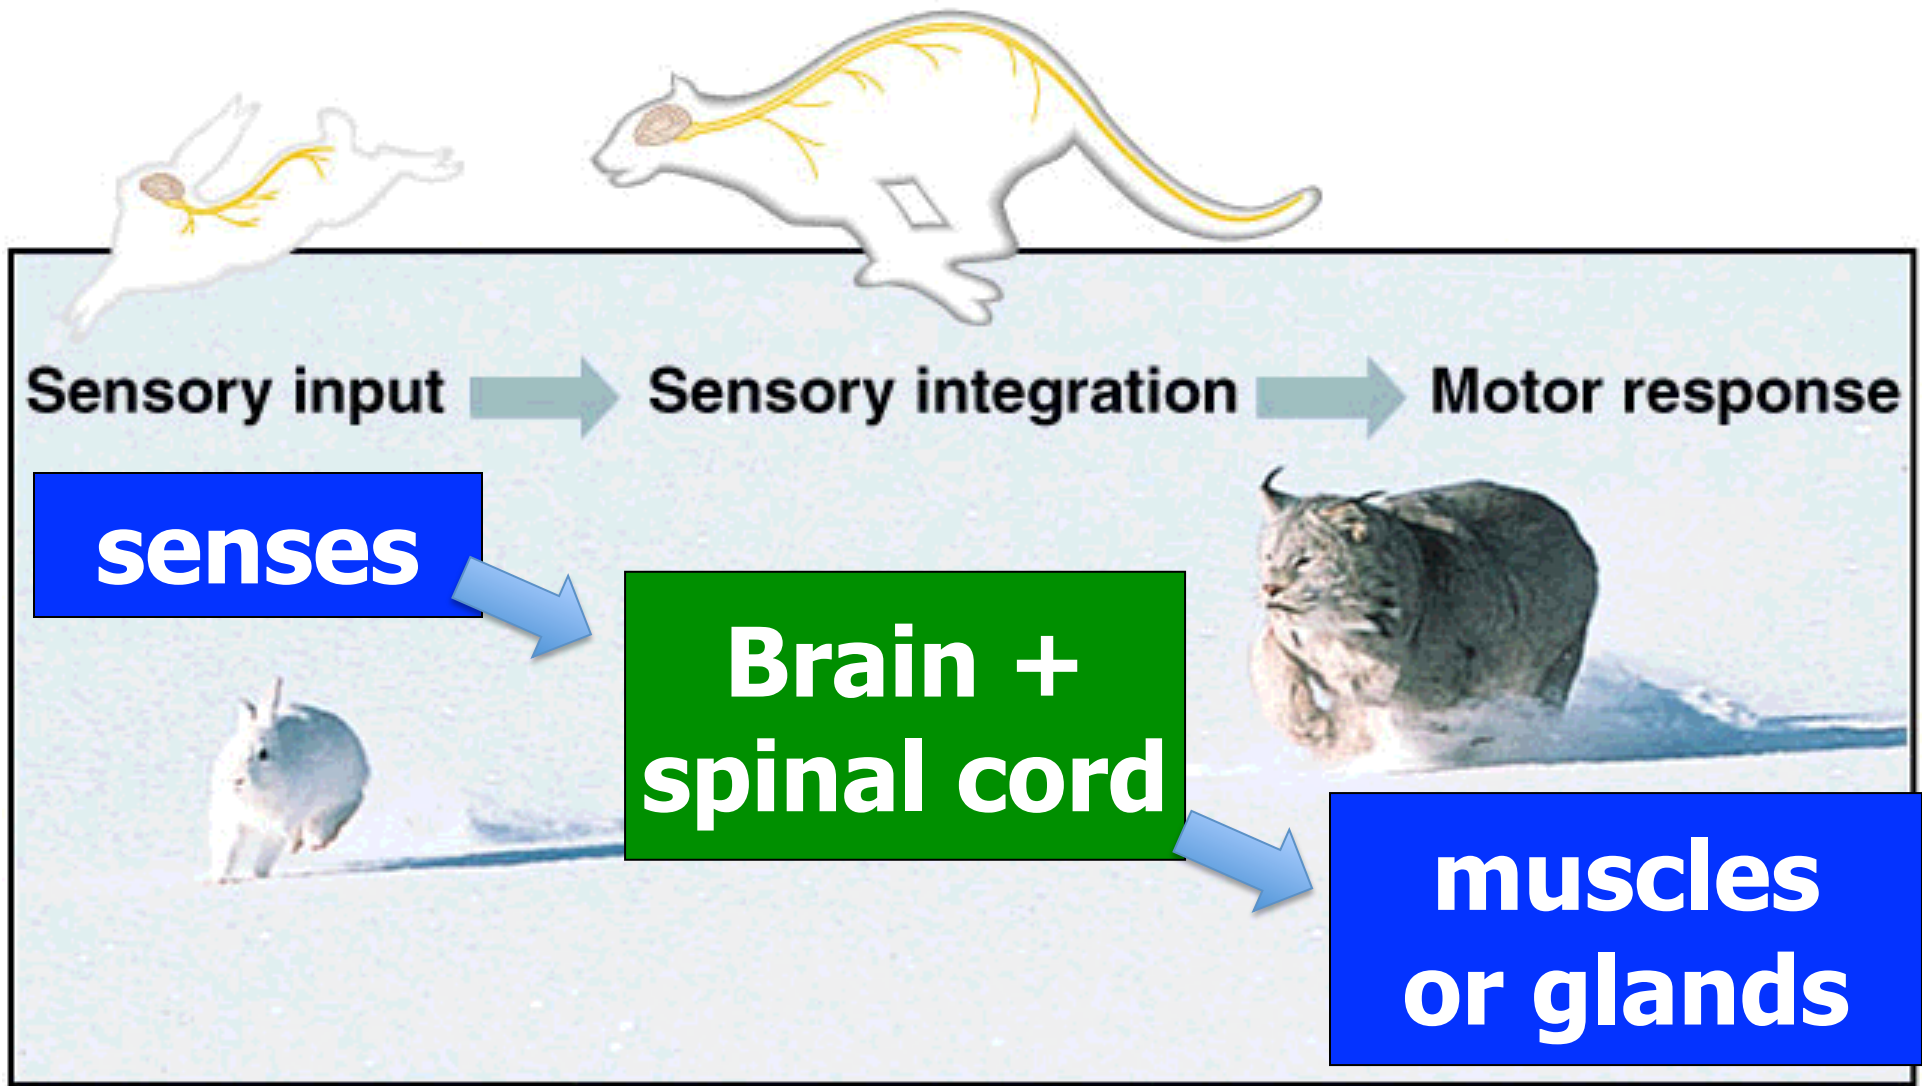 Sensory input
Sensory integration
Motor response
senses
Brain +
spinal cord
muscles
or glands